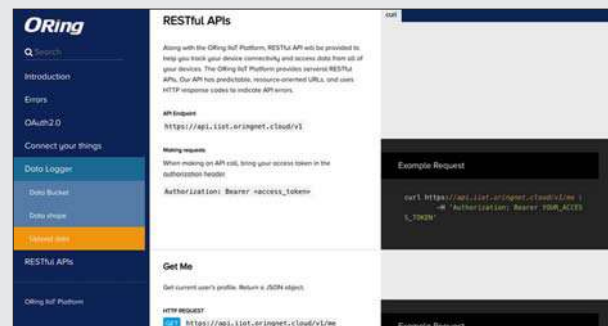 ORing
Search
Introduction
Errors
OAuth2.0
Connect your things
Data Logger
Data Bucket
Data shape
RESTful APIs
ORing IIoT Platform
RESTful APIs
Along with the ORing IIoT Platform, RESTful API wib be provided to
help you track your device connectivity and access data from all of
your devices. The ORing IIoT Platform provides serveral RESTful
APIs. Our API has predictable, resource-oriented URLs, and uses
HTTP response codes to indicate API errors.
API Endpoint
https://api.iiot.oringnet.cloud/v1
Making requests
When making an API call, bring your access token in the
authorization header.
Authorization: Bearer <access_token>
Get Me
Get current user's profile. Return a JSON object.
HTTP REQUEST
GET https://api.iiot.oringnet.cloud/v1/me
curl
Example Request
curl https://api.iiot.oringnet.cloud/v1/me \
-H 'Authorization: Bearer YOUR_ACCES
S_TOKEN'
Example Request